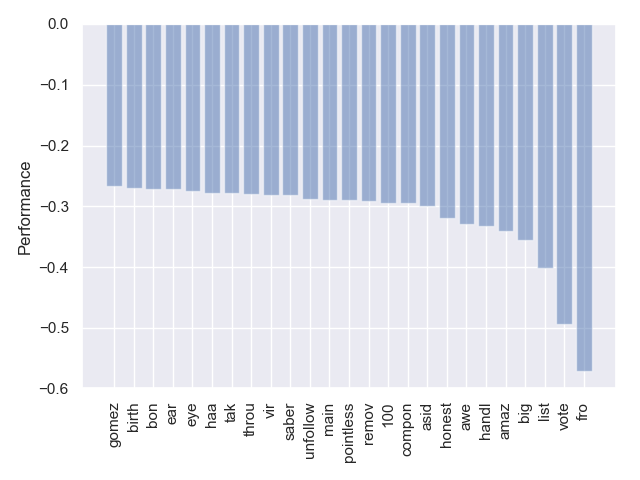 0.0
−0.1
−0.2
−0.3
−0.4
−0.5
−0.6
Performance
gomez
birth
bon
ear
eye
haa
tak
throu
vir
saber
unfollow
main
pointless
remov
100
compon
asid
honest
awe
handl
amaz
big
list
vote
fro